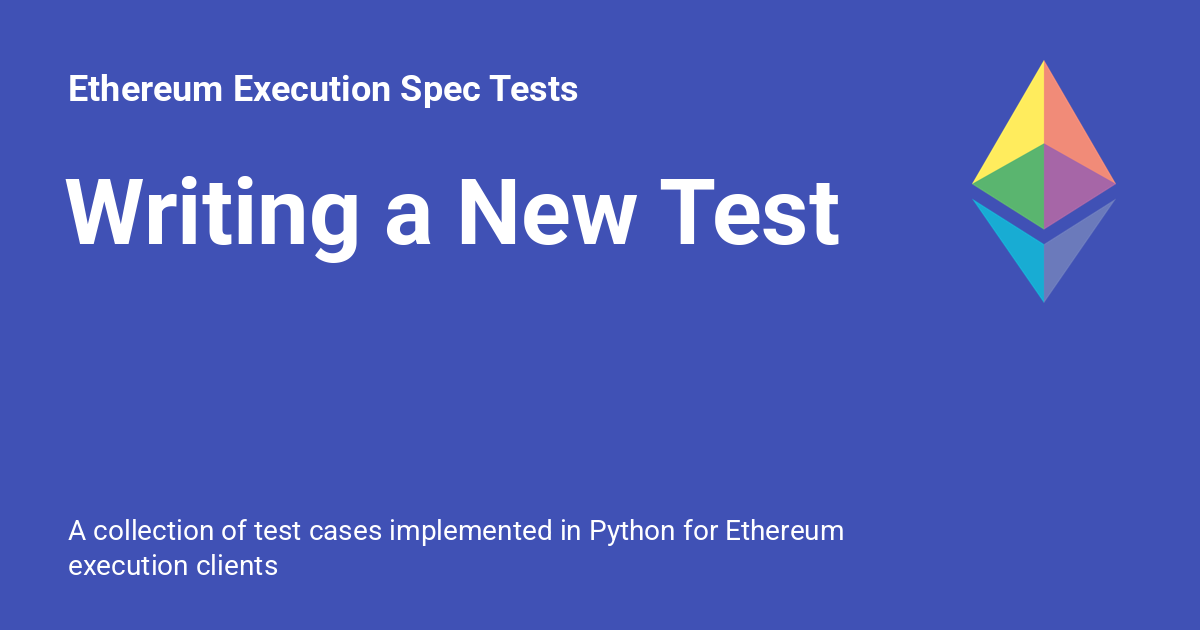 Ethereum Execution Spec Tests
Writing a New Test
A collection of test cases implemented in Python for Ethereum
execution clients